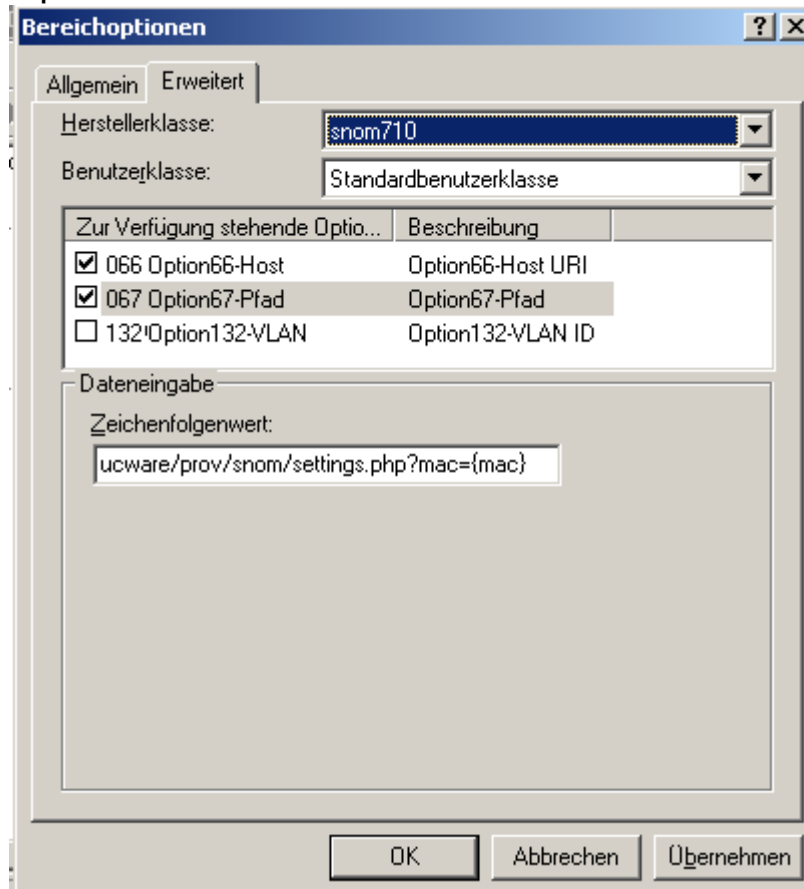 Bereichoptionen
Allgemein Erweitert
Herstellerklasse: snom710
Benutzerklasse: Standardbenutzerklasse
Zur Verfügung stehende Optio... Beschreibung
066 Option66-Host Option66-Host URI
067 Option67-Pfad Option67-Pfad
132 Option132-VLAN Option132-VLAN ID
Dateneingabe
Zeichenfolgenwert:
ucware/prov/snom/settings.php?mac={mac}
OK Abbrechen Übernehmen